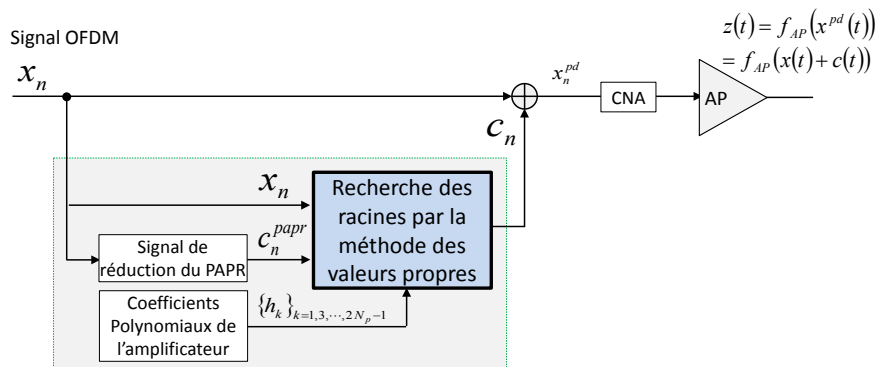 Signal OFDM
x_n
z(t) = f_{AP}(x^{pd}(t))
= f_{AP}(x(t) + c(t))
x_n^{pd}
CNA
AP
c_n
x_n
Recherche des
racines par la
méthode des
valeurs propres
Signal de
réduction du PAPR
c_n^{papr}
Coefficients
Polynomiaux de
l’amplificateur
{h_k}_{k=1,3,⋯,2N_p−1}